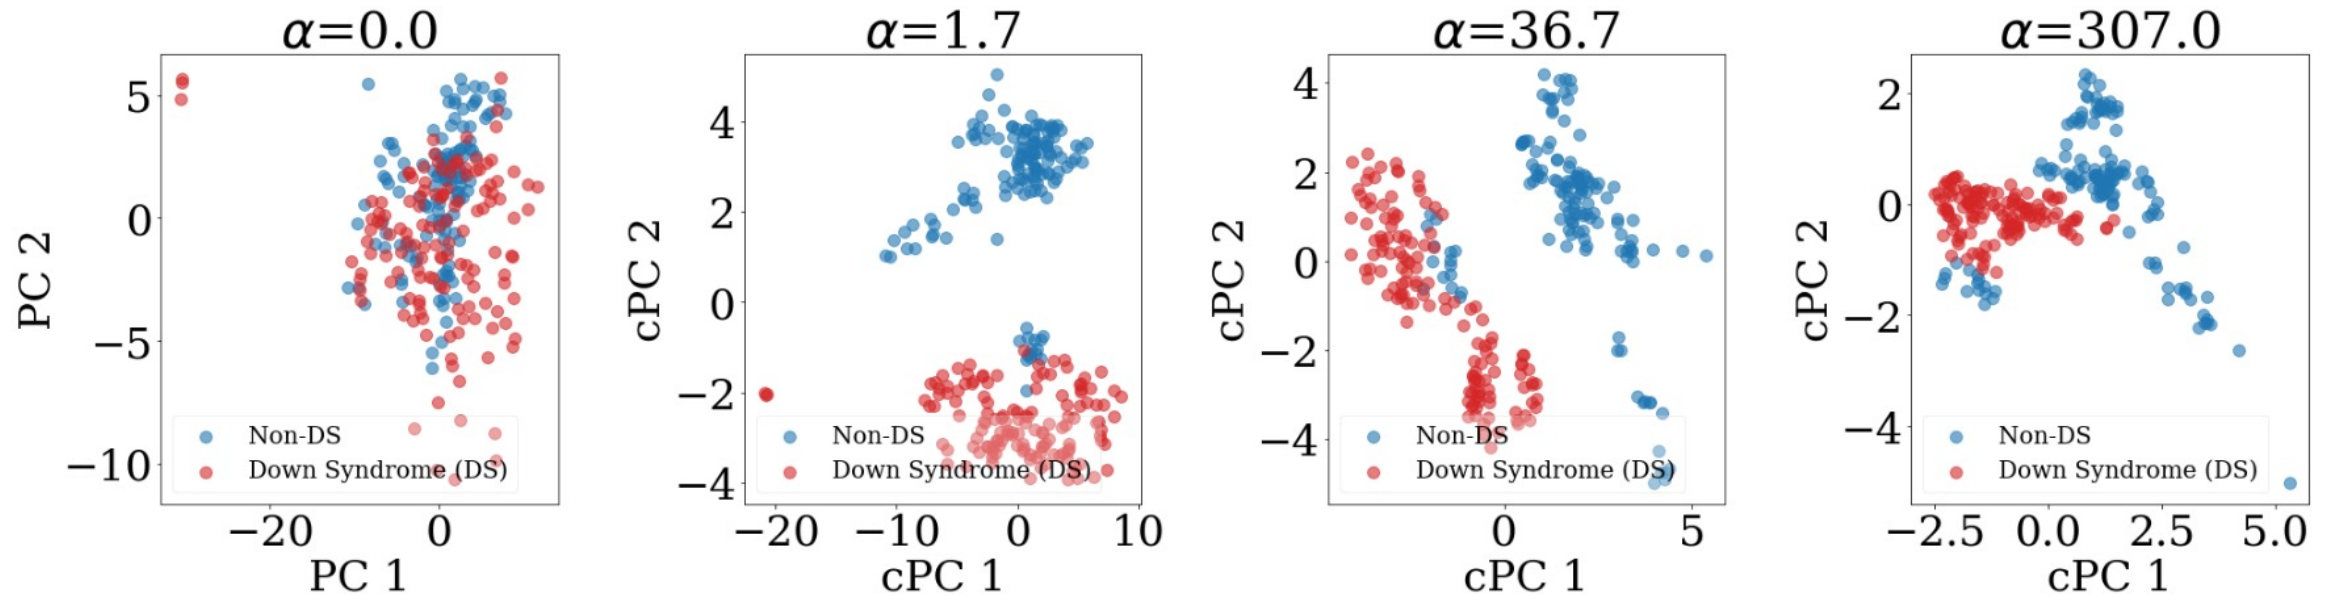 α=0.0
PC 2
5
0
−5
−10
Non-DS
Down Syndrome (DS)
−20 0
PC 1
α=1.7
cPC 2
4
2
0
−2
−4
Non-DS
Down Syndrome (DS)
−20 −10 0 10
cPC 1
α=36.7
cPC 2
4
2
0
−2
−4
Non-DS
Down Syndrome (DS)
0 5
cPC 1
α=307.0
cPC 2
2
0
−2
−4
Non-DS
Down Syndrome (DS)
−2.5 0.0 2.5 5.0
cPC 1